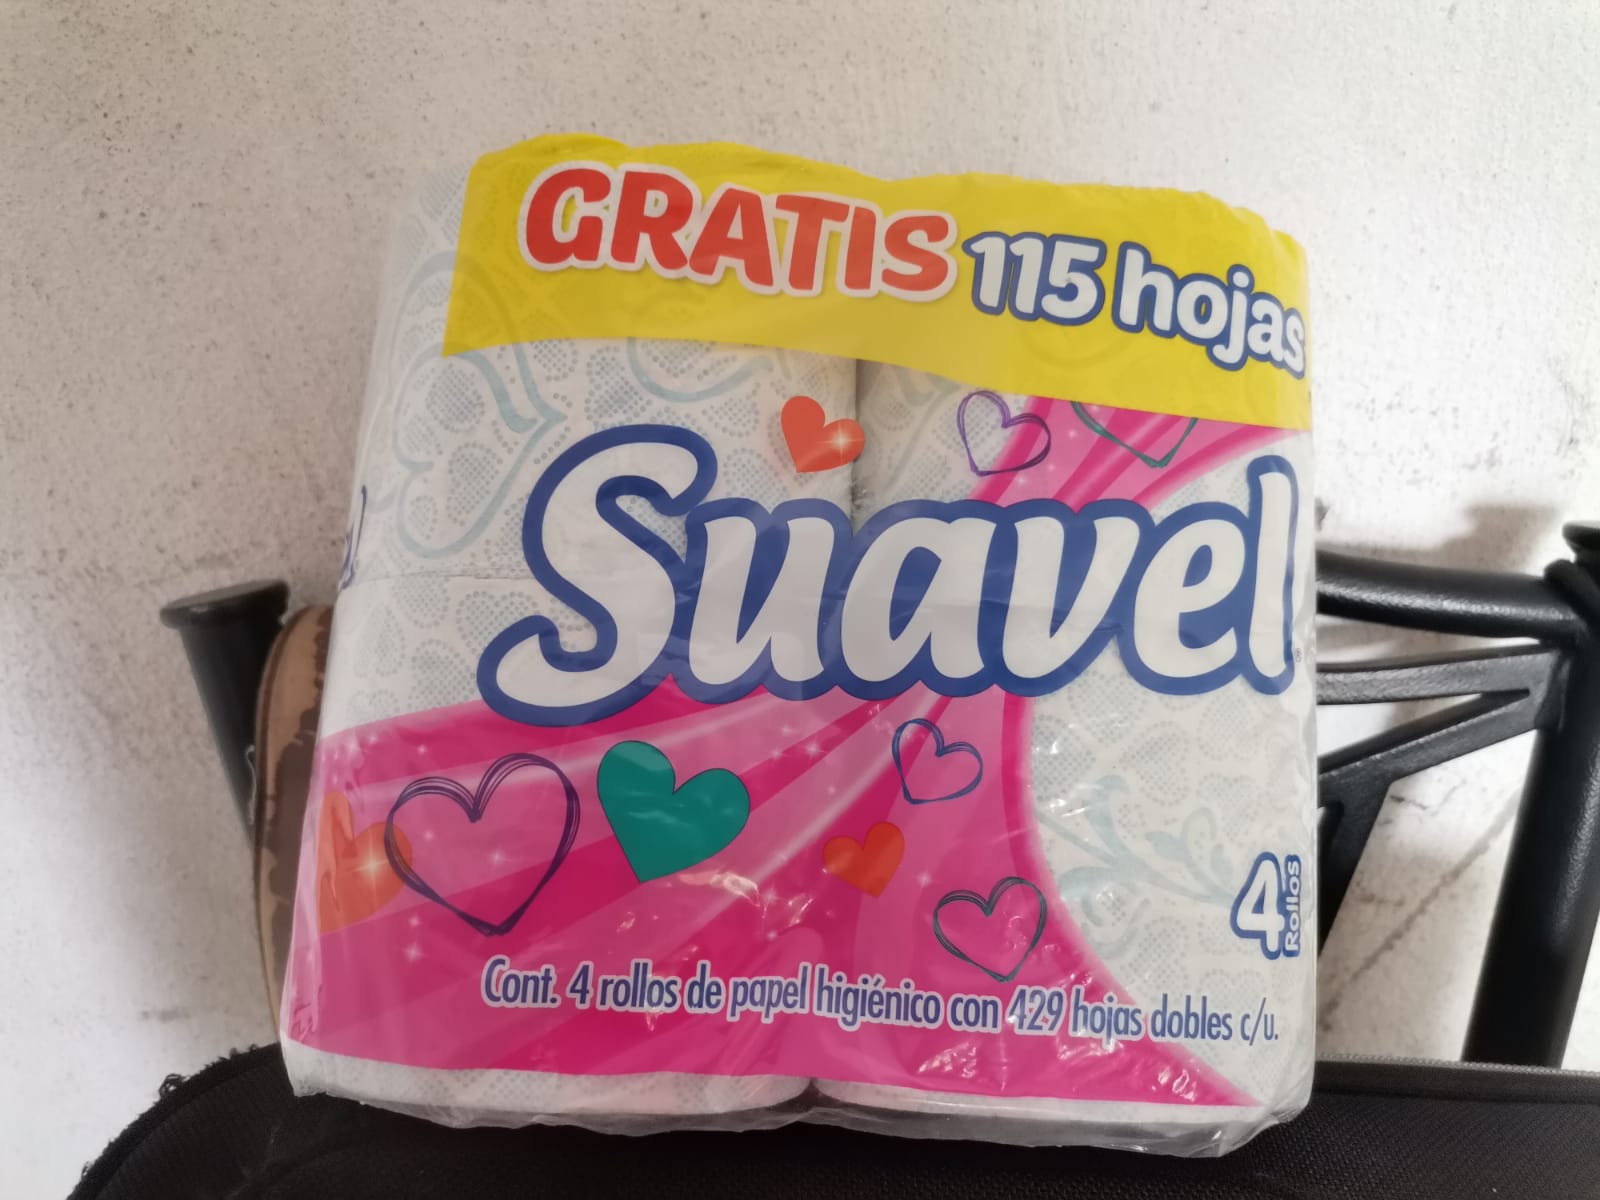 GRATIS 115 hojas
Suavel
4 Rollos
Cont. 4 rollos de papel higiénico con 429 hojas dobles c/u.